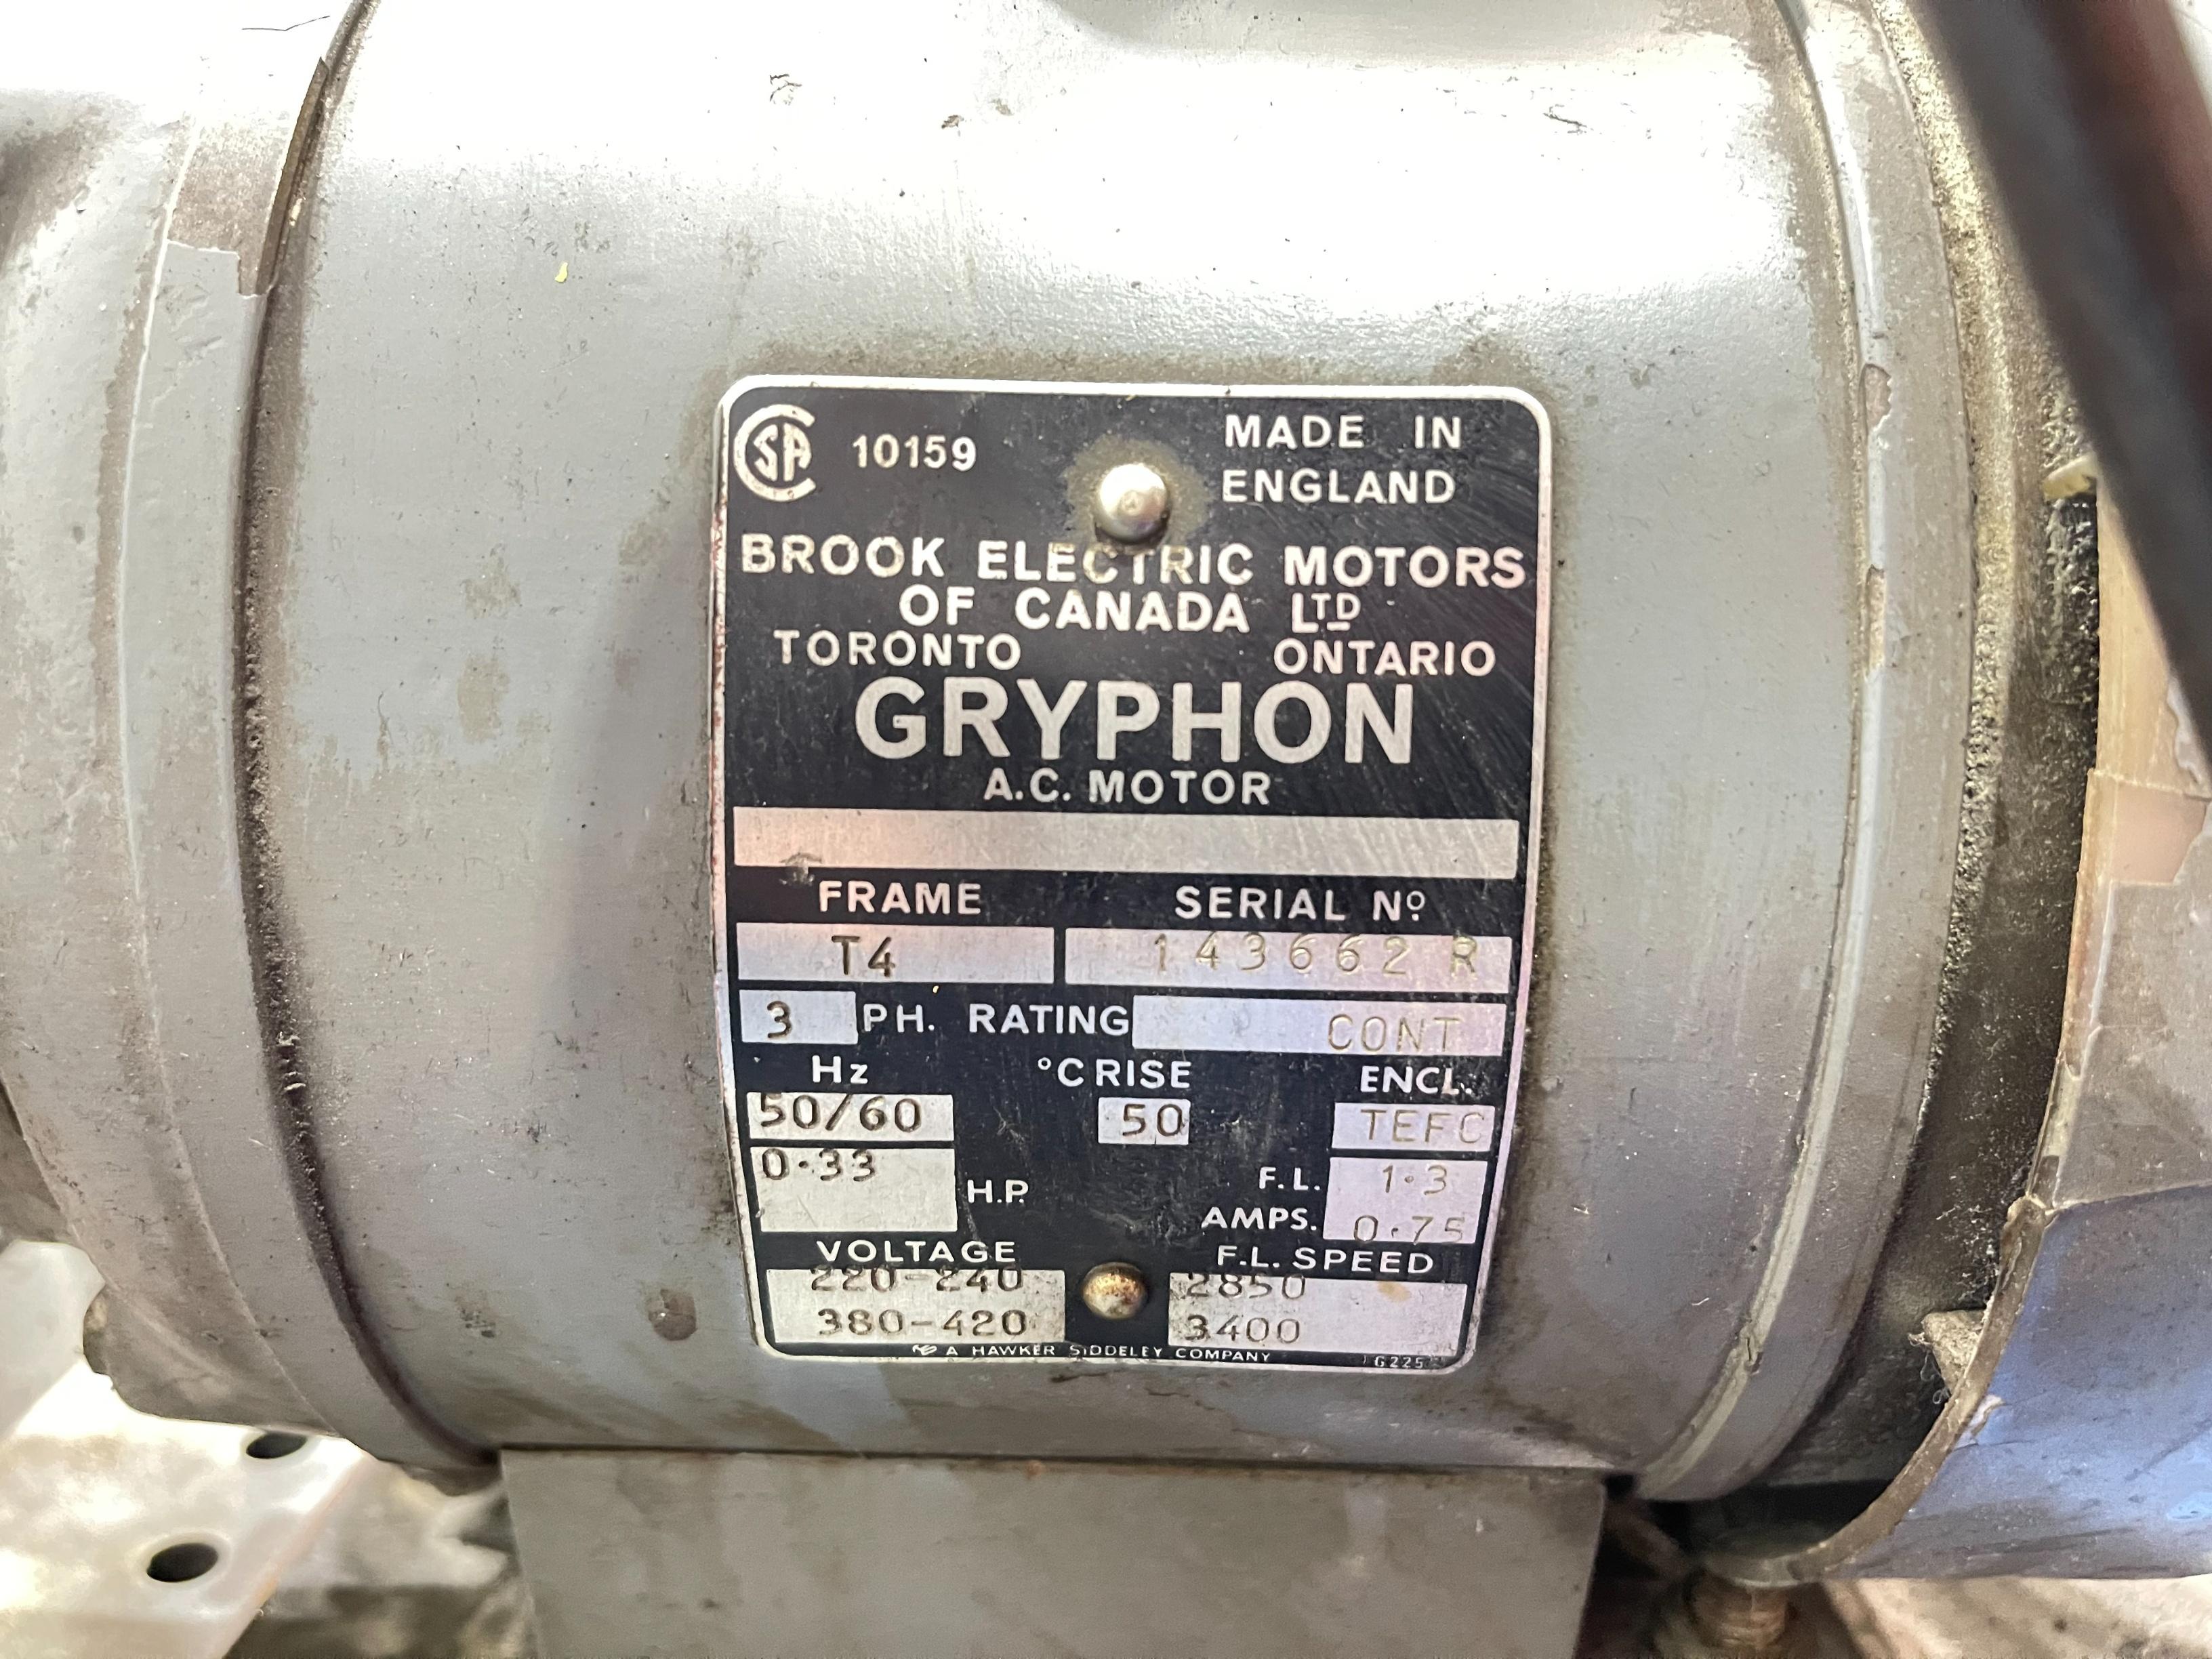 CSA 10159 MADE IN
ENGLAND
BROOK ELECTRIC MOTORS
OF CANADA LTD
TORONTO ONTARIO
GRYPHON
A.C. MOTOR
FRAME SERIAL Nº
T4 143662 R
3 PH. RATING CONT
Hz °C RISE ENCL.
50/60 50 TEFC
0·33 H.P. F.L. 1·3
AMPS. 0·75
VOLTAGE F.L. SPEED
220-240 2850
380-420 3400
A HAWKER SIDDELEY COMPANY G225